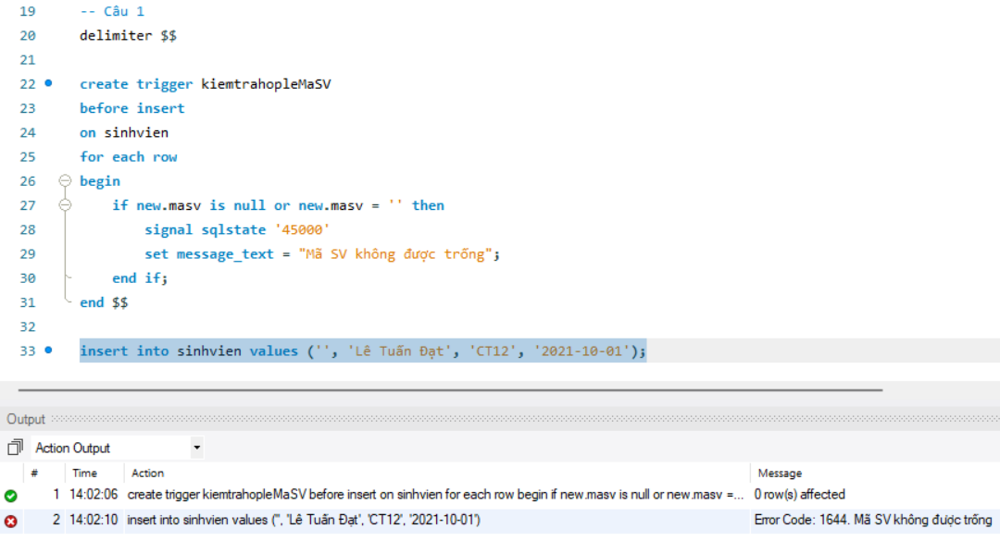 19 -- Câu 1
20 delimiter $$
21
22 create trigger kiemtrahopleMaSV
23 before insert
24 on sinhvien
25 for each row
26 begin
27 if new.masv is null or new.masv = '' then
28 signal sqlstate '45000'
29 set message_text = "Mã SV không được trống";
30 end if;
31 end $$
32
33 insert into sinhvien values ('', 'Lê Tuấn Đạt', 'CT12', '2021-10-01');
Output
Action Output
# Time Action Message
1 14:02:06 create trigger kiemtrahopleMaSV before insert on sinhvien for each row begin if new.masv is null or new.masv =... 0 row(s) affected
2 14:02:10 insert into sinhvien values ('', 'Lê Tuấn Đạt', 'CT12', '2021-10-01') Error Code: 1644. Mã SV không được trống